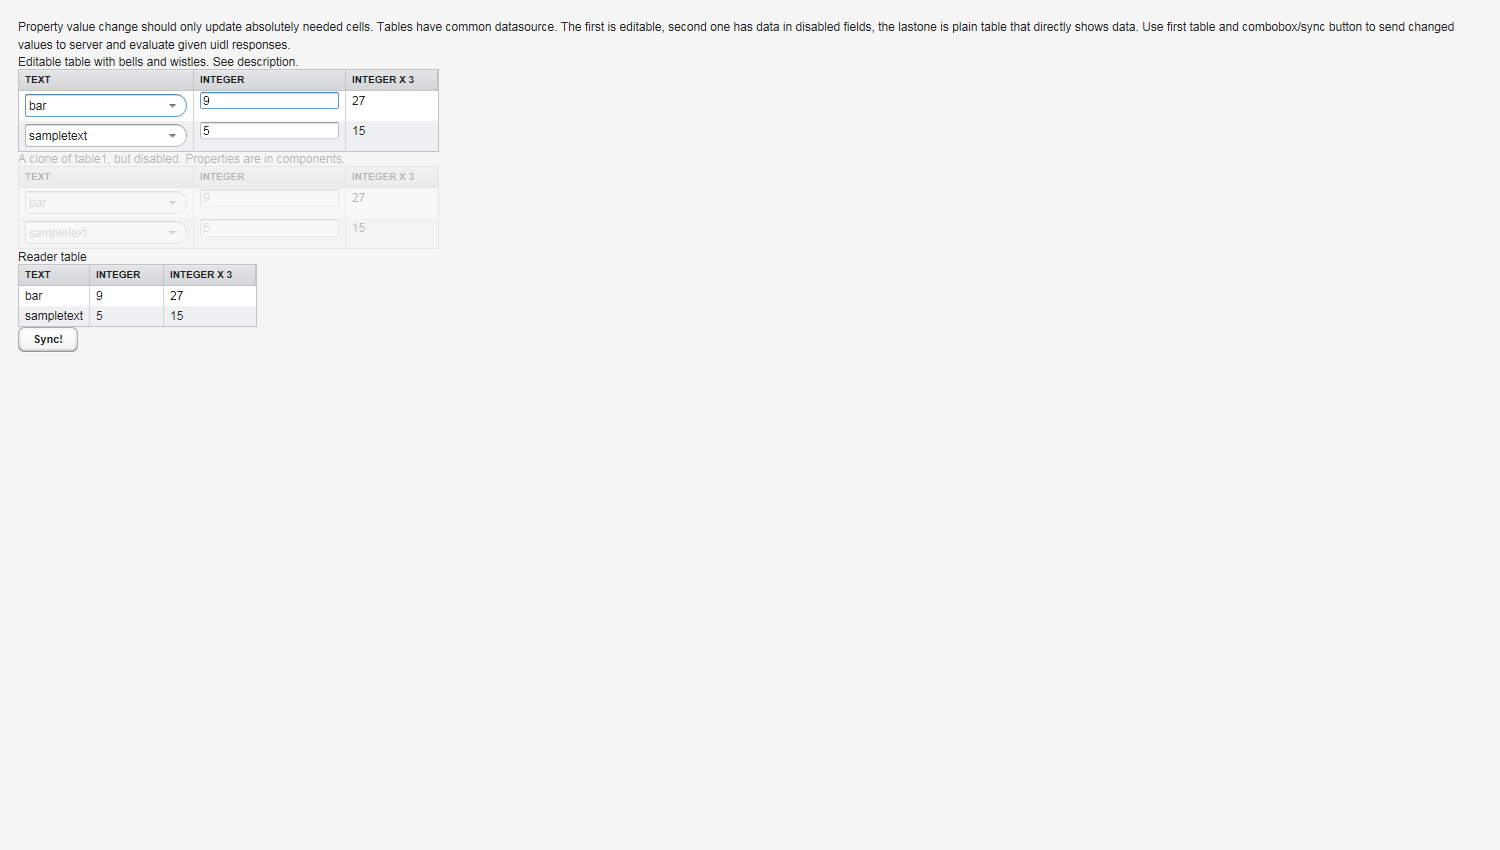 Property value change should only update absolutely needed cells. Tables have common datasource. The first is editable, second one has data in disabled fields, the lastone is plain table that directly shows data. Use first table and combobox/sync button to send changed
values to server and evaluate given uidl responses.
Editable table with bells and wistles. See description.
TEXT INTEGER INTEGER X 3
bar 9 27
sampletext 5 15
A clone of table1, but disabled. Properties are in components.
TEXT INTEGER INTEGER X 3
bar 9 27
sampletext 5 15
Reader table
TEXT INTEGER INTEGER X 3
bar 9 27
sampletext 5 15
Sync!